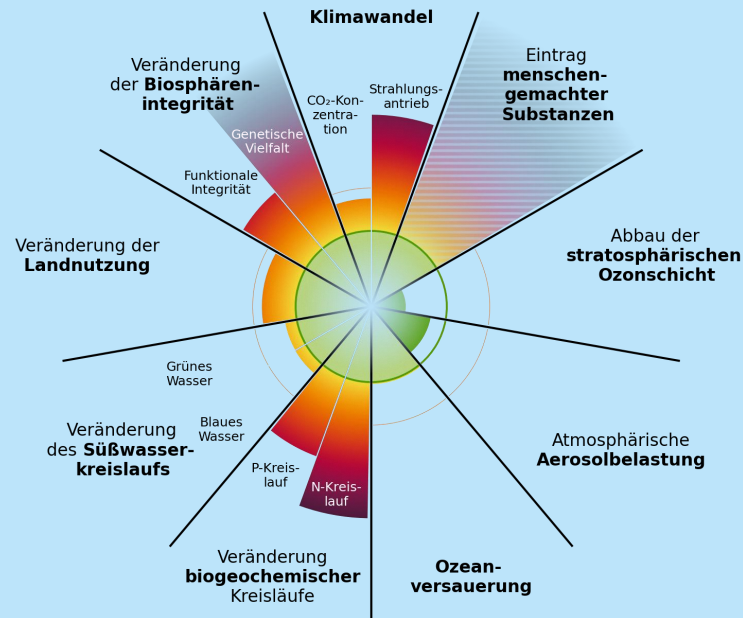 Klimawandel
CO₂-Kon-
zentra-
tion
Strahlungs-
antrieb
Eintrag
menschen-
gemachter
Substanzen
Abbau der
stratosphärischen
Ozonschicht
Atmosphärische
Aerosolbelastung
Ozean-
versauerung
Veränderung
biogeochemischer
Kreisläufe
P-Kreis-
lauf
N-Kreis-
lauf
Veränderung
des Süßwasser-
kreislaufs
Grünes
Wasser
Blaues
Wasser
Veränderung der
Landnutzung
Veränderung
der Biosphären-
integrität
Genetische
Vielfalt
Funktionale
Integrität